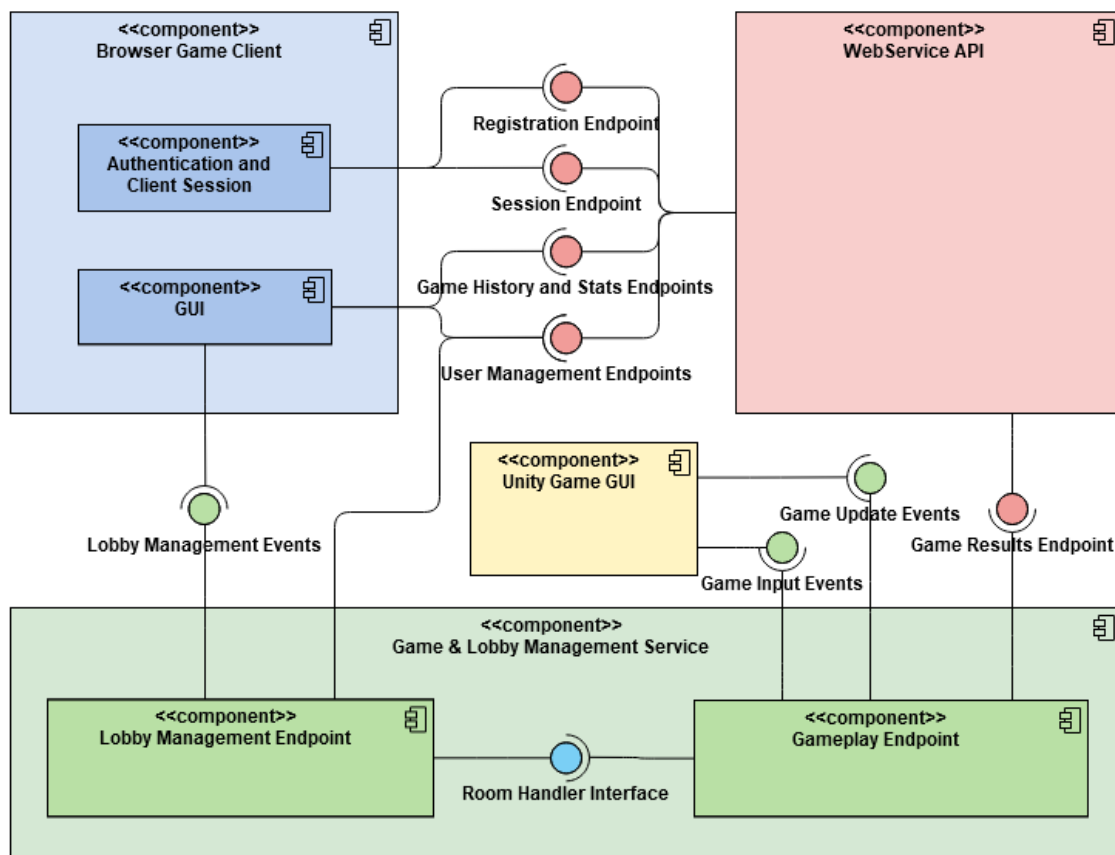 <<component>>
Browser Game Client
<<component>>
WebService API
Registration Endpoint
<<component>>
Authentication and
Client Session
Session Endpoint
Game History and Stats Endpoints
<<component>>
GUI
User Management Endpoints
<<component>>
Unity Game GUI
Game Update Events
Lobby Management Events
Game Results Endpoint
Game Input Events
<<component>>
Game & Lobby Management Service
<<component>>
Lobby Management Endpoint
<<component>>
Gameplay Endpoint
Room Handler Interface